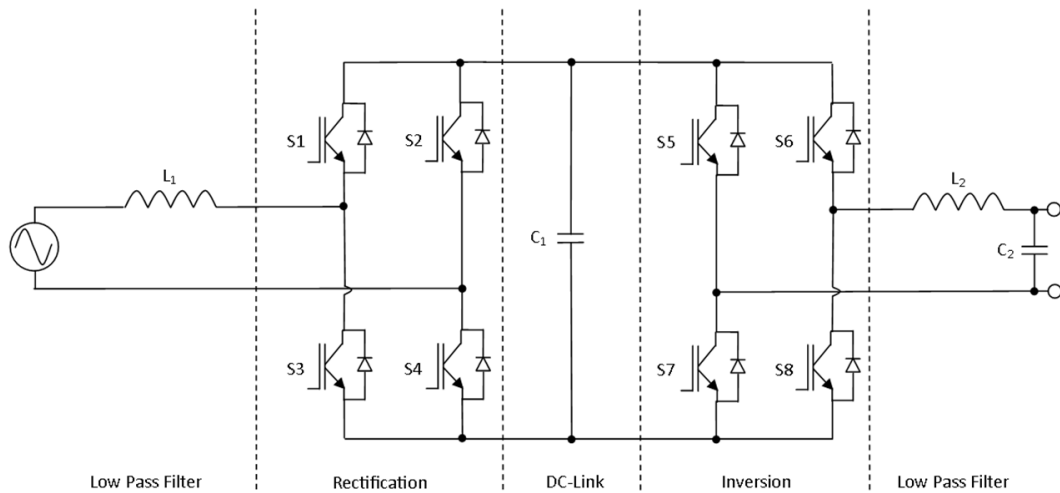 S1
S2
S5
S6
L₁
L₂
C₁
C₂
S3
S4
S7
S8
Low Pass Filter
Rectification
DC-Link
Inversion
Low Pass Filter